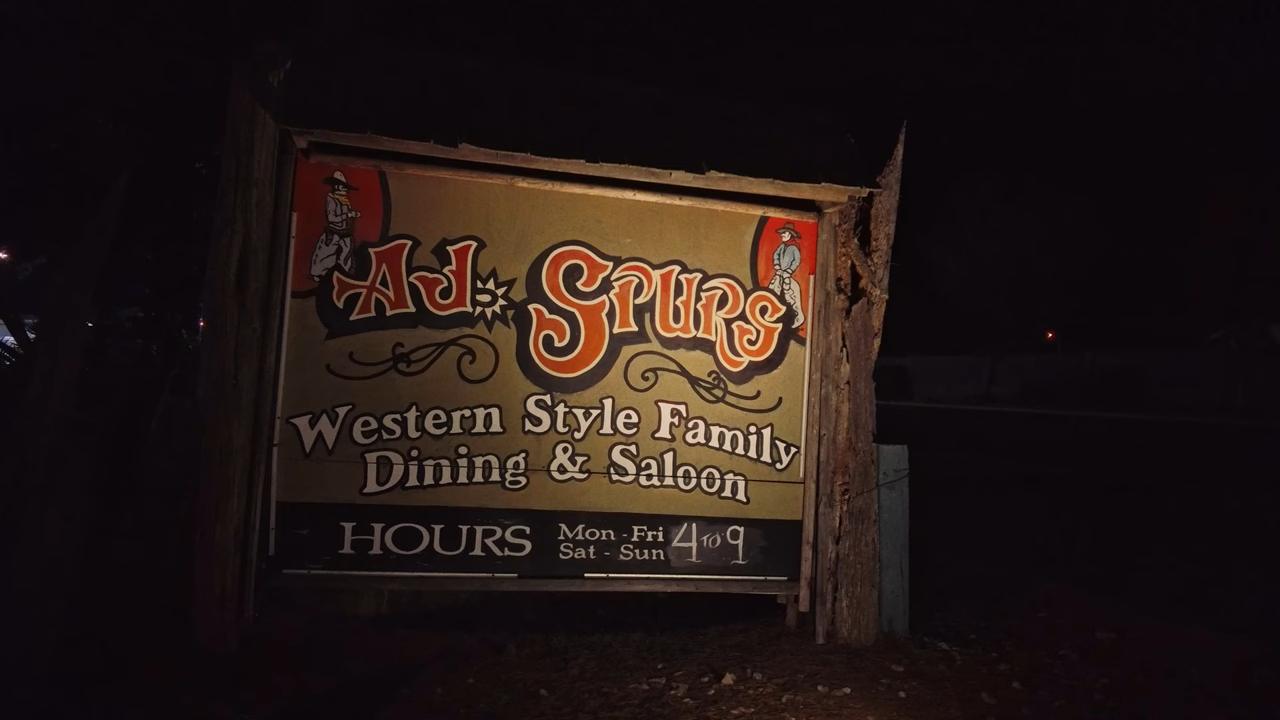 AJ. SPURS
Western Style Family
Dining & Saloon
HOURS Mon - Fri 4 TO 9
Sat - Sun